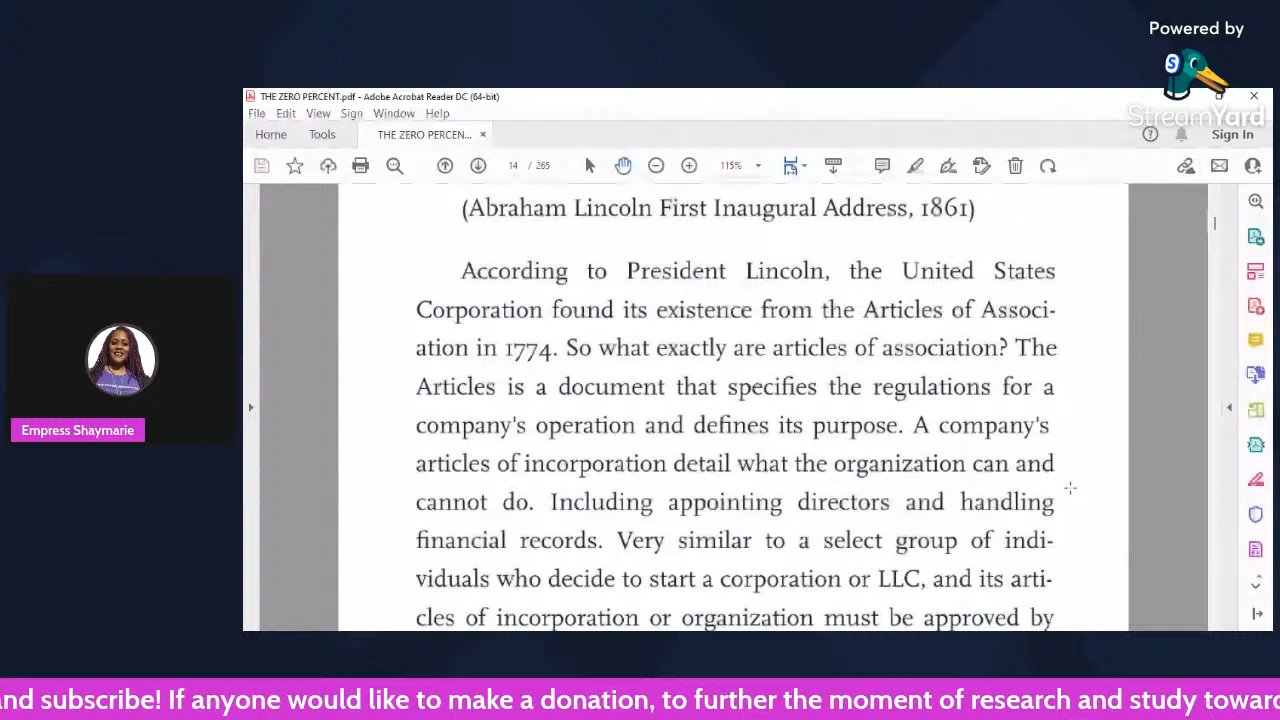 Powered by
StreamYard
THE ZERO PERCENT.pdf - Adobe Acrobat Reader DC (64-bit)
File Edit View Sign Window Help
Home Tools THE ZERO PERCEN... ×
Sign In
14 / 265 115%
(Abraham Lincoln First Inaugural Address, 1861)
According to President Lincoln, the United States
Corporation found its existence from the Articles of Associ-
ation in 1774. So what exactly are articles of association? The
Articles is a document that specifies the regulations for a
company's operation and defines its purpose. A company's
articles of incorporation detail what the organization can and
cannot do. Including appointing directors and handling
financial records. Very similar to a select group of indi-
viduals who decide to start a corporation or LLC, and its arti-
cles of incorporation or organization must be approved by
Empress Shaymarie
and subscribe! If anyone would like to make a donation, to further the moment of research and study toward